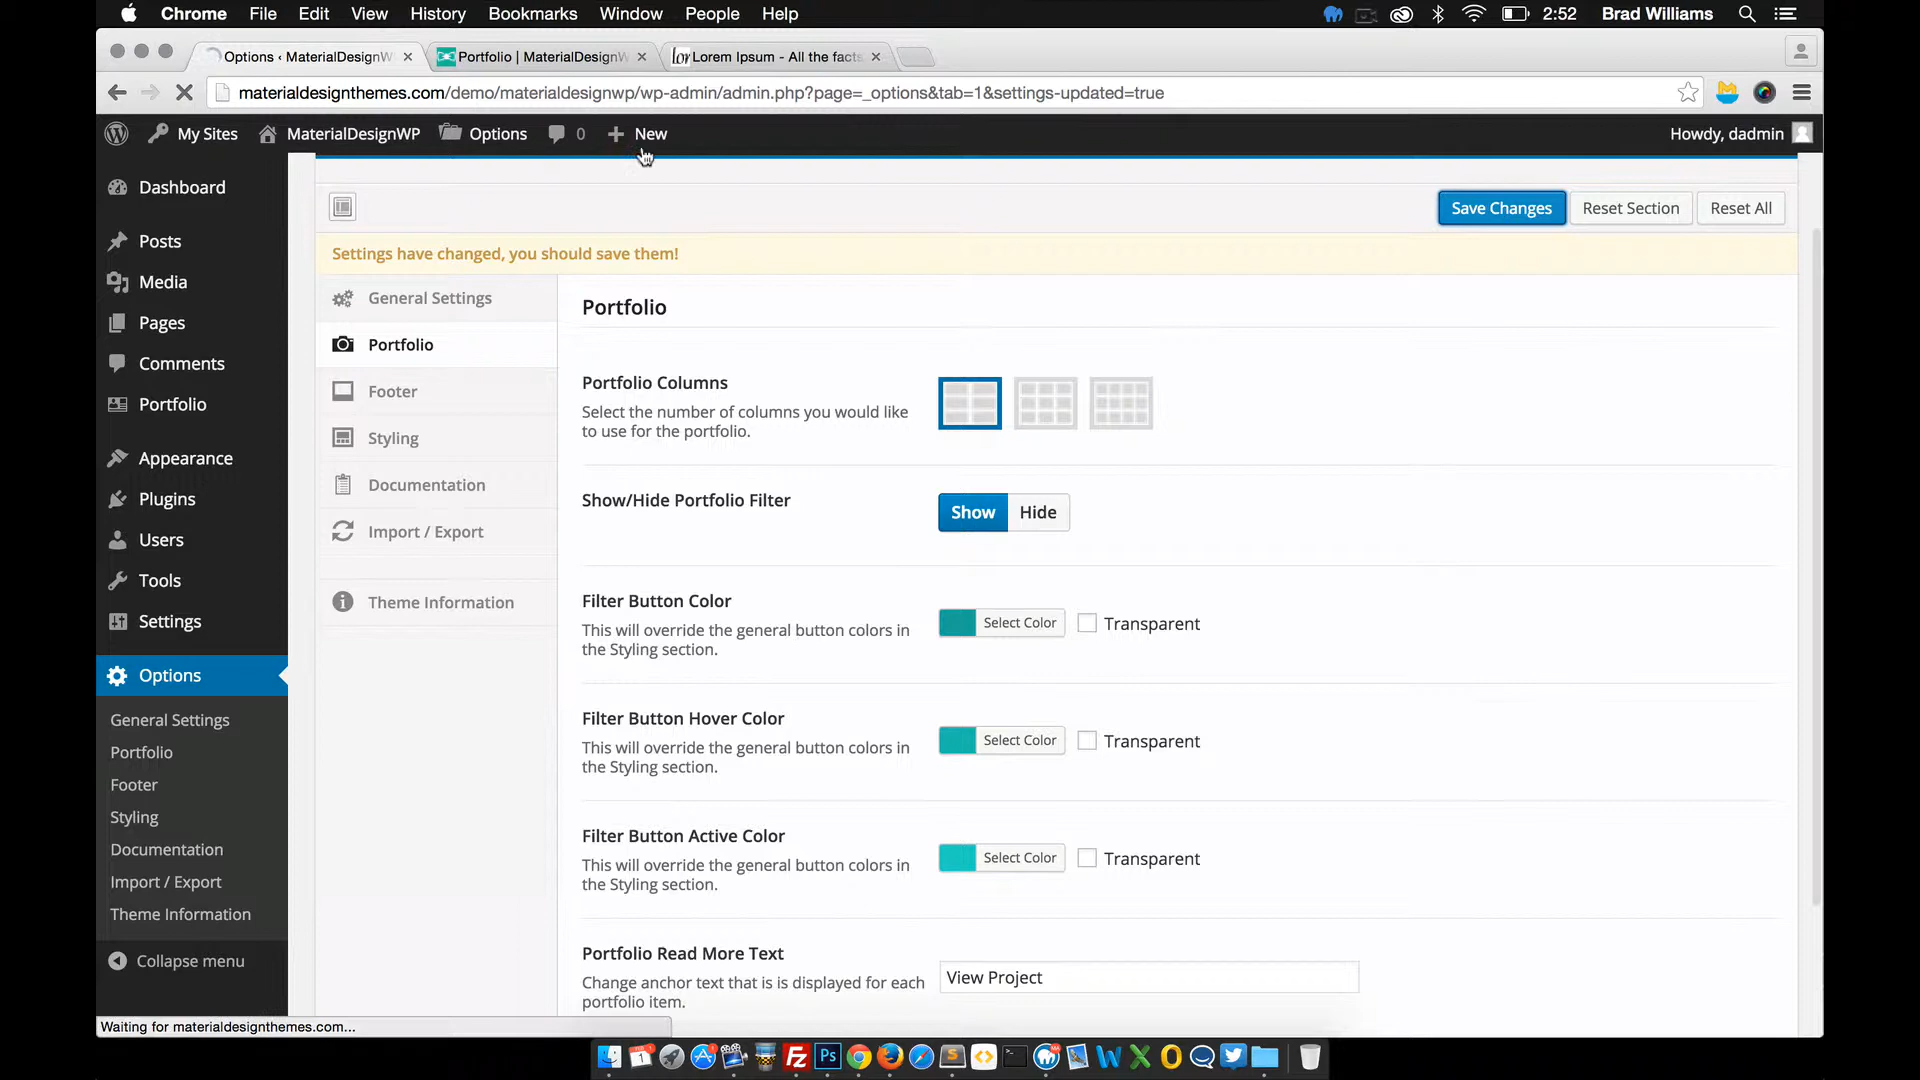 Chrome File Edit View History Bookmarks Window People Help 2:52 Brad Williams
Options ‹ MaterialDesignW Portfolio | MaterialDesignW lor Lorem Ipsum - All the facts
materialdesignthemes.com/demo/materialdesignwp/wp-admin/admin.php?page=_options&tab=1&settings-updated=true
My Sites MaterialDesignWP Options 0 New Howdy, dadmin
Dashboard
Posts
Media
Pages
Comments
Portfolio
Appearance
Plugins
Users
Tools
Settings
Options
General Settings
Portfolio
Footer
Styling
Documentation
Import / Export
Theme Information
Collapse menu
Save Changes Reset Section Reset All
Settings have changed, you should save them!
General Settings
Portfolio
Footer
Styling
Documentation
Import / Export
Theme Information
Portfolio
Portfolio Columns
Select the number of columns you would like
to use for the portfolio.
Show/Hide Portfolio Filter
Show Hide
Filter Button Color
This will override the general button colors in
the Styling section.
Select Color Transparent
Filter Button Hover Color
This will override the general button colors in
the Styling section.
Select Color Transparent
Filter Button Active Color
This will override the general button colors in
the Styling section.
Select Color Transparent
Portfolio Read More Text
Change anchor text that is is displayed for each
portfolio item.
View Project
Waiting for materialdesignthemes.com...